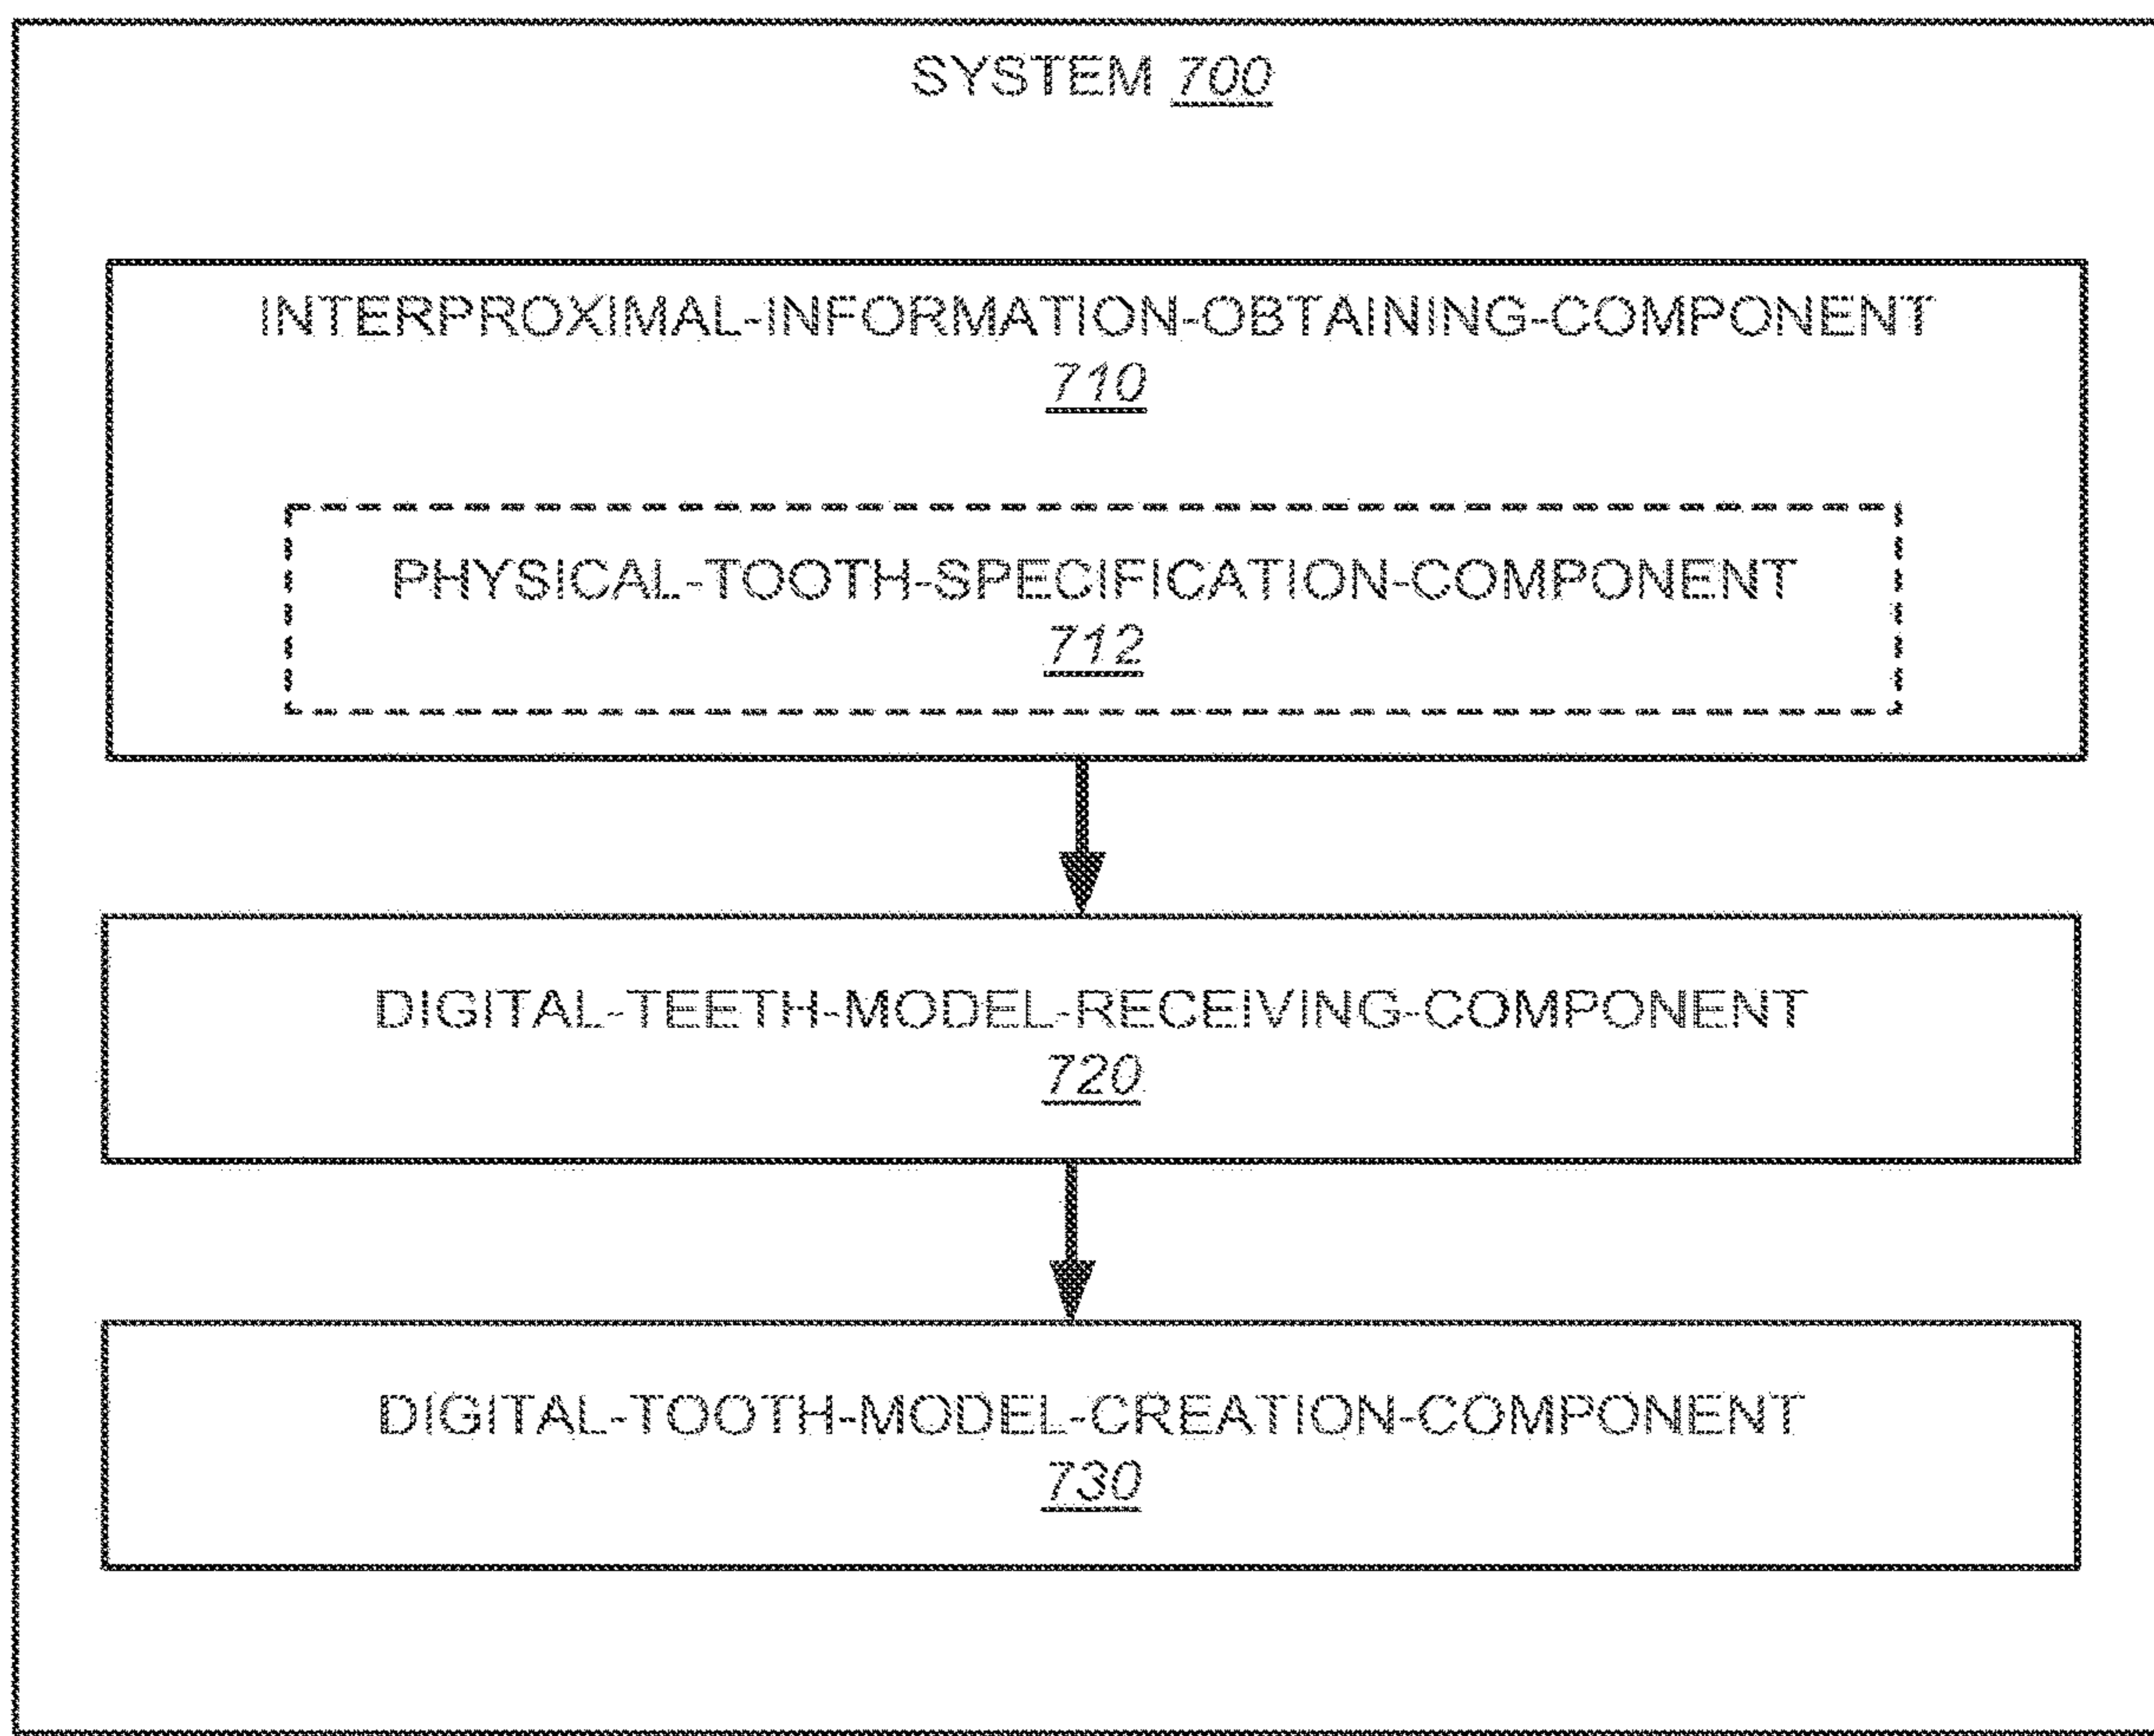 SYSTEM 700
INTERPROXIMAL-INFORMATION-OBTAINING-COMPONENT
710
PHYSICAL-TOOTH-SPECIFICATION-COMPONENT
712
DIGITAL-TEETH-MODEL-RECEIVING-COMPONENT
720
DIGITAL-TOOTH-MODEL-CREATION-COMPONENT
730